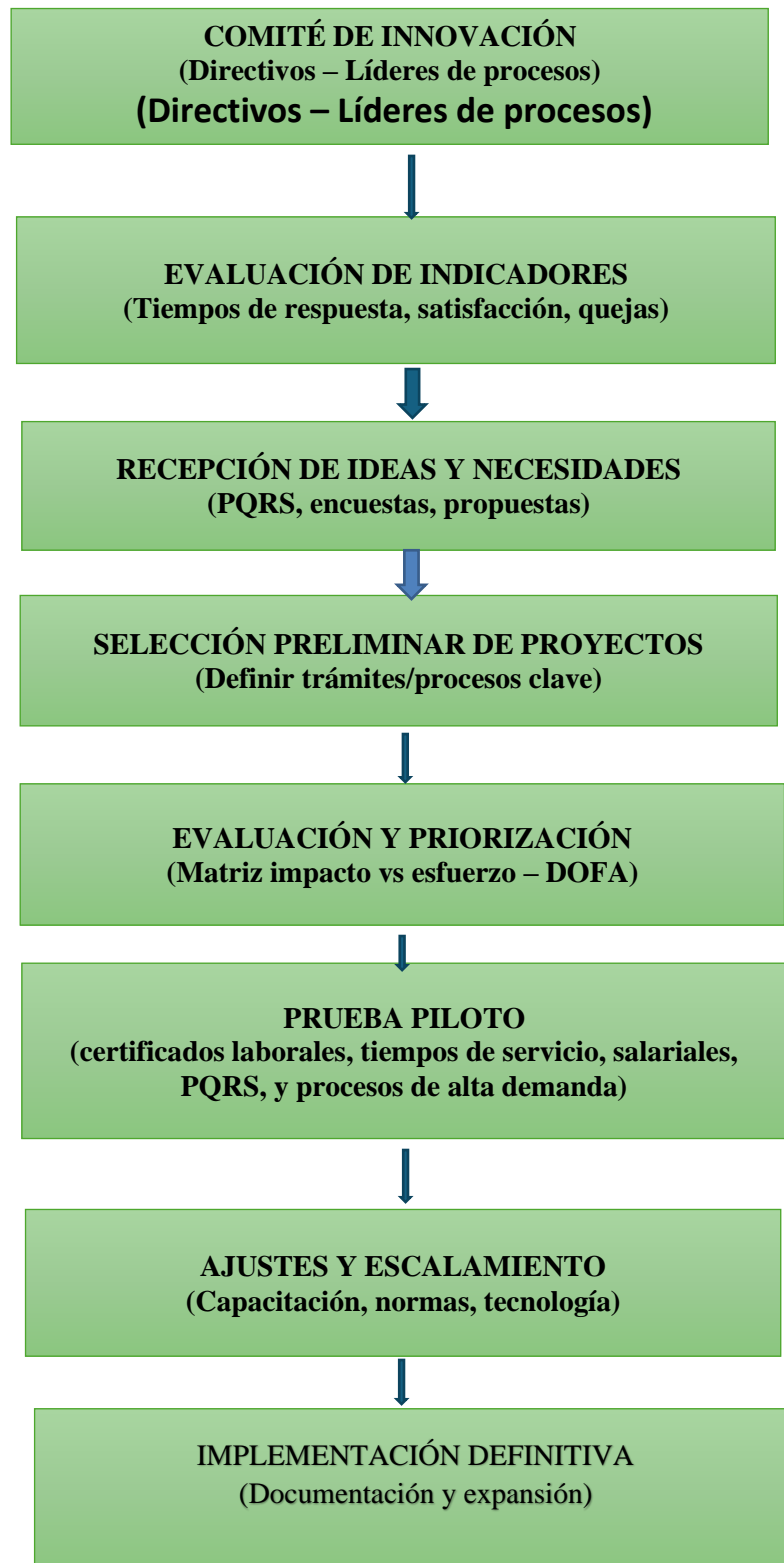 COMITÉ DE INNOVACIÓN
(Directivos – Líderes de procesos)
(Directivos – Líderes de procesos)
EVALUACIÓN DE INDICADORES
(Tiempos de respuesta, satisfacción, quejas)
RECEPCIÓN DE IDEAS Y NECESIDADES
(PQRS, encuestas, propuestas)
SELECCIÓN PRELIMINAR DE PROYECTOS
(Definir trámites/procesos clave)
EVALUACIÓN Y PRIORIZACIÓN
(Matriz impacto vs esfuerzo – DOFA)
PRUEBA PILOTO
(certificados laborales, tiempos de servicio, salariales,
PQRS, y procesos de alta demanda)
AJUSTES Y ESCALAMIENTO
(Capacitación, normas, tecnología)
IMPLEMENTACIÓN DEFINITIVA
(Documentación y expansión)